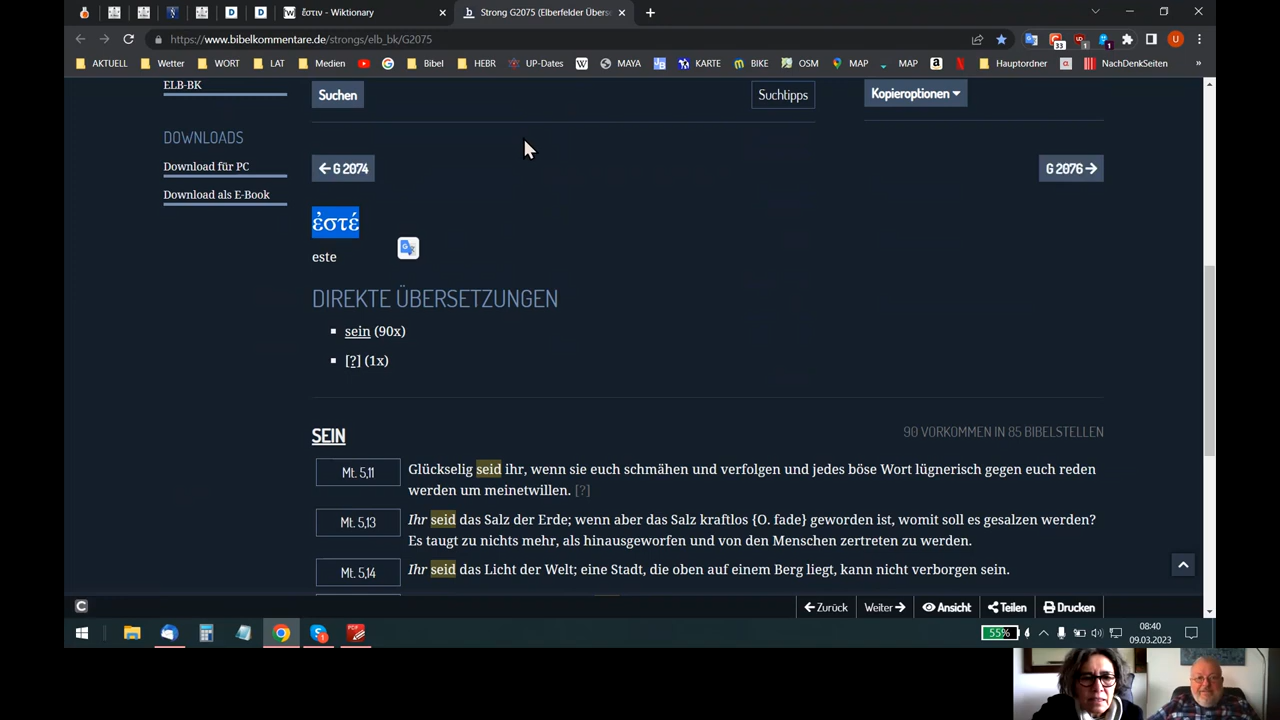 ἔστιν - Wiktionary
Strong G2075 (Elberfelder Überse
https://www.bibelkommentare.de/strongs/elb_bk/G2075
AKTUELL Wetter WORT LAT Medien Bibel HEBR UP-Dates MAYA KARTE BIKE OSM MAP MAP Hauptordner NachDenkSeiten »
ELB-BK
Suchen
Suchtipps
Kopieroptionen
DOWNLOADS
Download für PC
Download als E-Book
G 2074
G 2076
ἐστέ
este
DIREKTE ÜBERSETZUNGEN
sein (90x)
[?] (1x)
SEIN
90 VORKOMMEN IN 85 BIBELSTELLEN
Mt. 5,11
Glückselig seid ihr, wenn sie euch schmähen und verfolgen und jedes böse Wort lügnerisch gegen euch reden
werden um meinetwillen. [?]
Mt. 5,13
Ihr seid das Salz der Erde; wenn aber das Salz kraftlos {O. fade} geworden ist, womit soll es gesalzen werden?
Es taugt zu nichts mehr, als hinausgeworfen und von den Menschen zertreten zu werden.
Mt. 5,14
Ihr seid das Licht der Welt; eine Stadt, die oben auf einem Berg liegt, kann nicht verborgen sein.
Zurück Weiter Ansicht Teilen Drucken
55%
08:40
09.03.2023